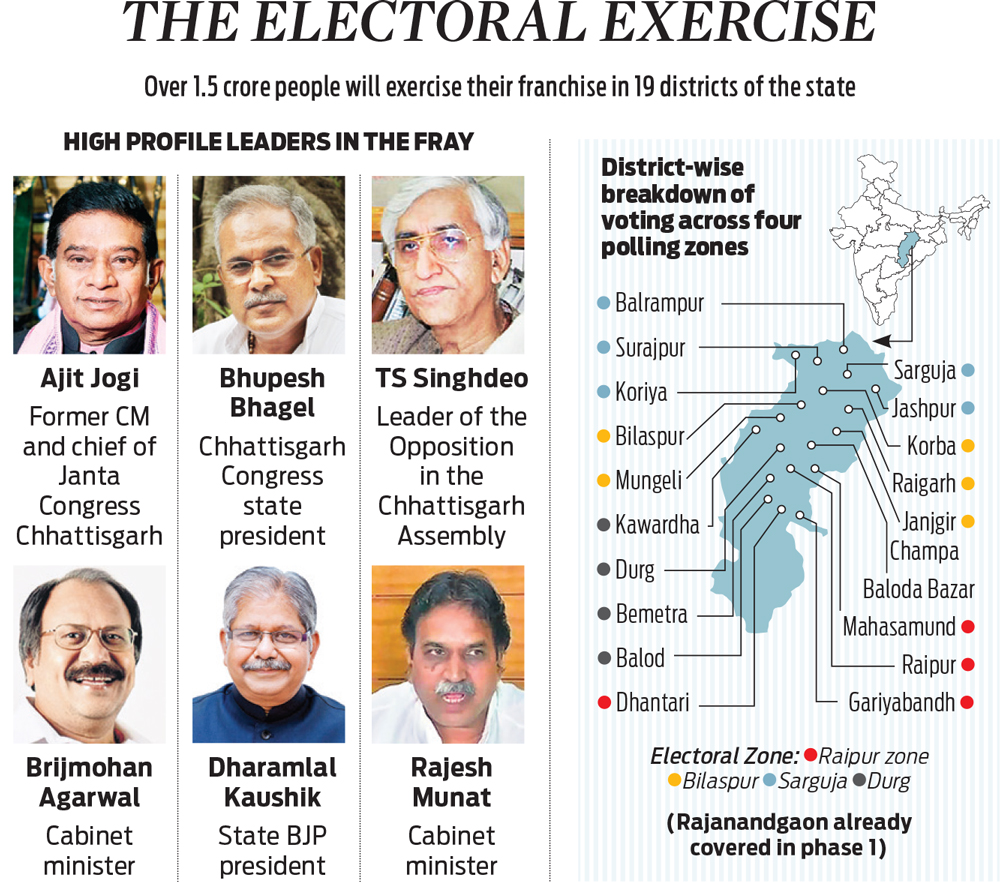 THE ELECTORAL EXERCISE
Over 1.5 crore people will exercise their franchise in 19 districts of the state
HIGH PROFILE LEADERS IN THE FRAY
Ajit Jogi
Former CM
and chief of
Janta
Congress
Chhattisgarh
Bhupesh
Bhagel
Chhattisgarh
Congress
state
president
TS Singhdeo
Leader of the
Opposition
in the
Chhattisgarh
Assembly
Brijmohan
Agarwal
Cabinet
minister
Dharamlal
Kaushik
State BJP
president
Rajesh
Munat
Cabinet
minister
District-wise
breakdown of
voting across four
polling zones
Balrampur
Surajpur
Koriya
Bilaspur
Mungeli
Kawardha
Durg
Bemetra
Balod
Dhantari
Sarguja
Jashpur
Korba
Raigarh
Janjgir
Champa
Baloda Bazar
Mahasamund
Raipur
Gariyabandh
Electoral Zone: Raipur zone
Bilaspur Sarguja Durg
(Rajanandgaon already
covered in phase 1)